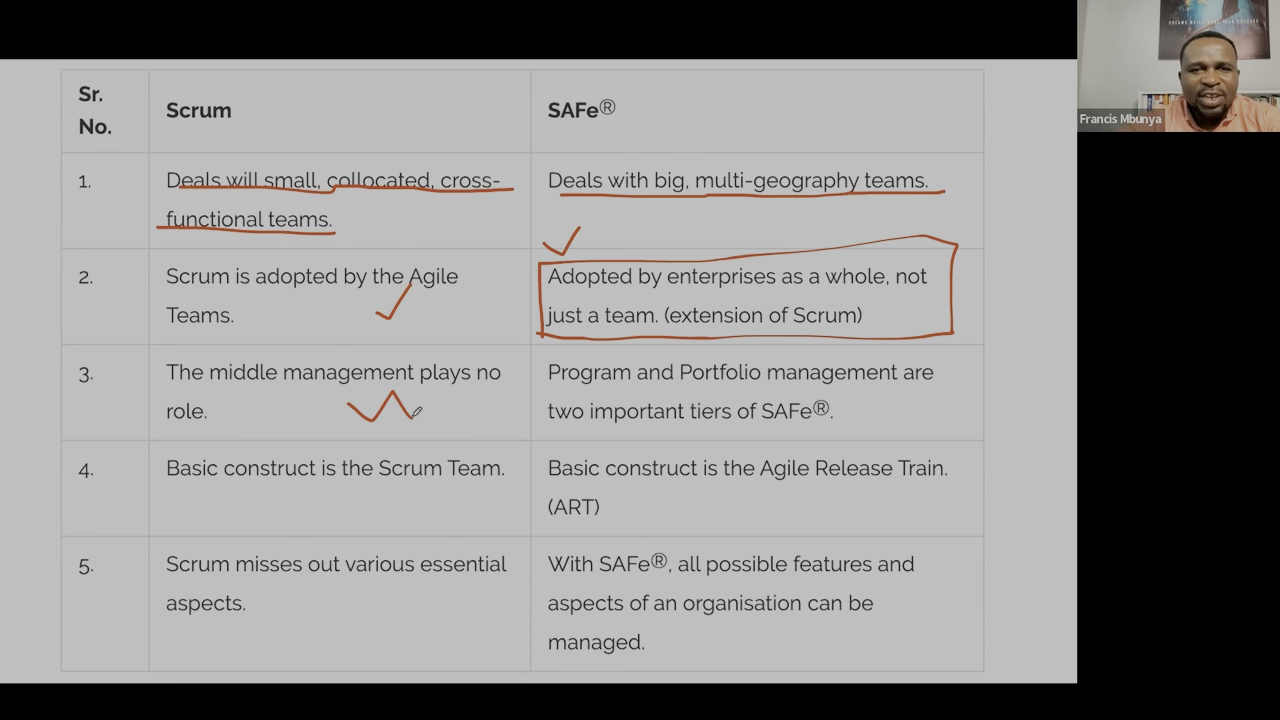 Sr.
No.
Scrum
SAFe®
1.
Deals will small, collocated, cross-
functional teams.
Deals with big, multi-geography teams.
2.
Scrum is adopted by the Agile
Teams.
Adopted by enterprises as a whole, not
just a team. (extension of Scrum)
3.
The middle management plays no
role.
Program and Portfolio management are
two important tiers of SAFe®.
4.
Basic construct is the Scrum Team.
Basic construct is the Agile Release Train.
(ART)
5.
Scrum misses out various essential
aspects.
With SAFe®, all possible features and
aspects of an organisation can be
managed.
Francis Mbunya